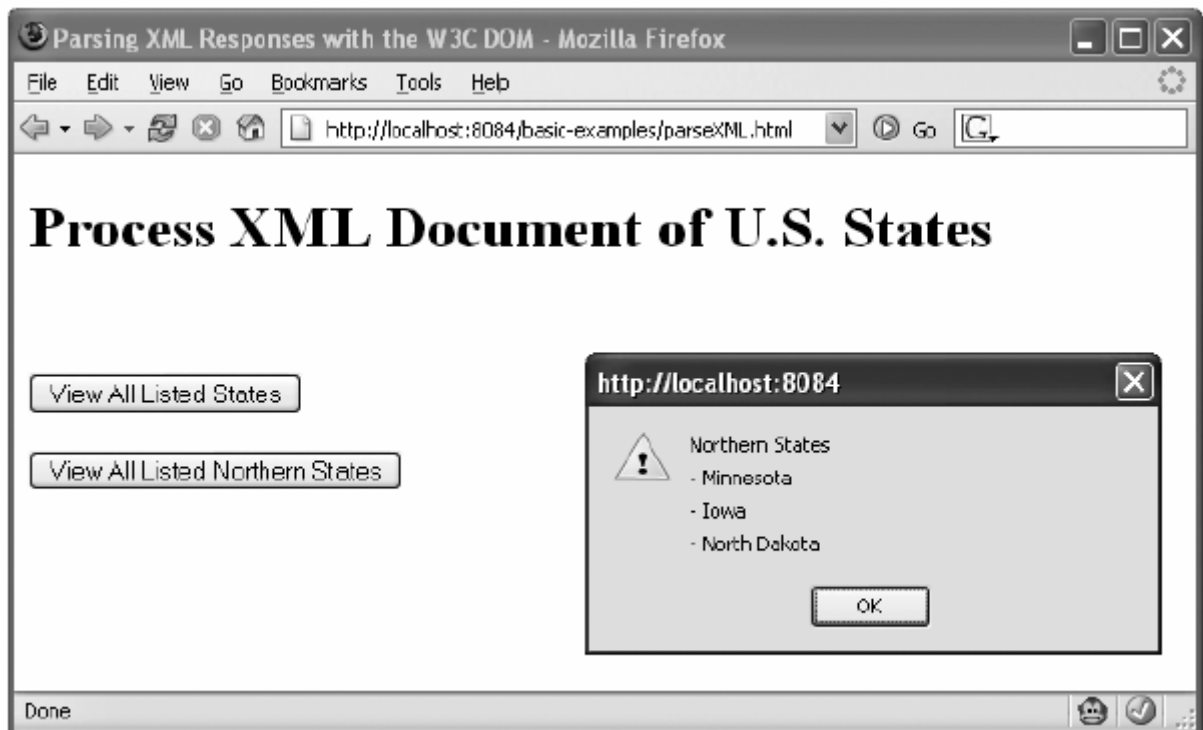 Parsing XML Responses with the W3C DOM - Mozilla Firefox
File Edit View Go Bookmarks Tools Help
http://localhost:8084/basic-examples/parseXML.html Go G
Process XML Document of U.S. States
View All Listed States
View All Listed Northern States
http://localhost:8084
Northern States
- Minnesota
- Iowa
- North Dakota
OK
Done